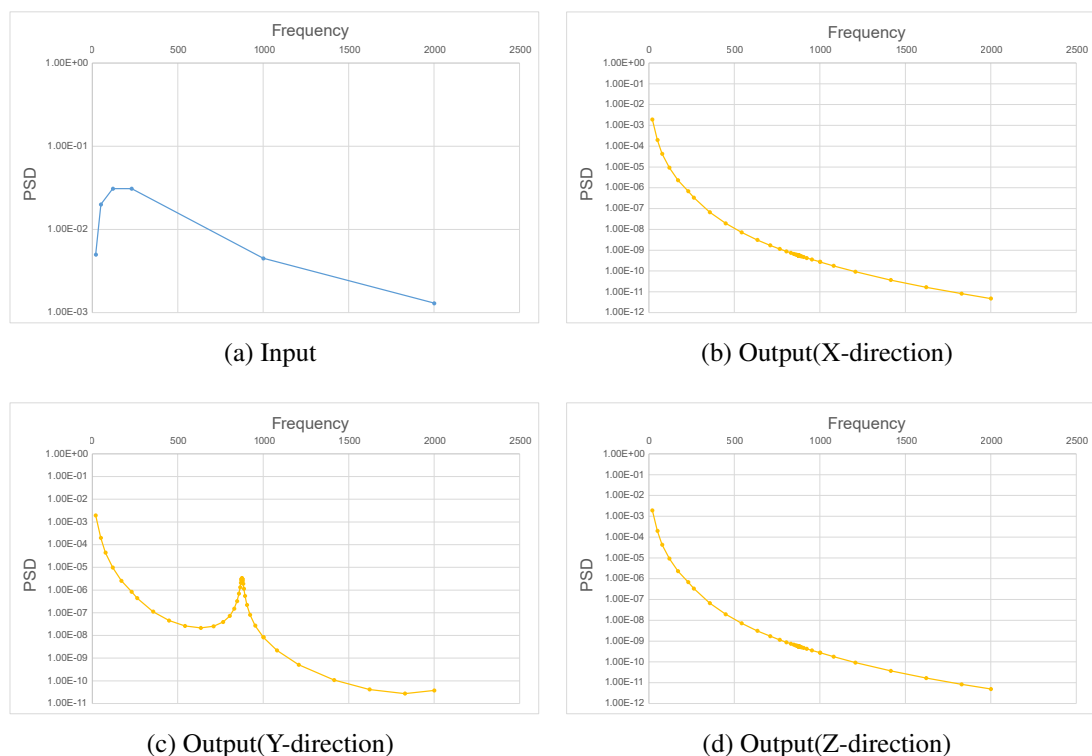 Frequency
0 500 1000 1500 2000 2500
1.00E+00
1.00E-01
1.00E-02
1.00E-03
PSD
(a) Input
Frequency
0 500 1000 1500 2000 2500
1.00E+00
1.00E-01
1.00E-02
1.00E-03
1.00E-04
1.00E-05
1.00E-06
1.00E-07
1.00E-08
1.00E-09
1.00E-10
1.00E-11
1.00E-12
PSD
(b) Output(X-direction)
Frequency
0 500 1000 1500 2000 2500
1.00E+00
1.00E-01
1.00E-02
1.00E-03
1.00E-04
1.00E-05
1.00E-06
1.00E-07
1.00E-08
1.00E-09
1.00E-10
1.00E-11
PSD
(c) Output(Y-direction)
Frequency
0 500 1000 1500 2000 2500
1.00E+00
1.00E-01
1.00E-02
1.00E-03
1.00E-04
1.00E-05
1.00E-06
1.00E-07
1.00E-08
1.00E-09
1.00E-10
1.00E-11
1.00E-12
PSD
(d) Output(Z-direction)